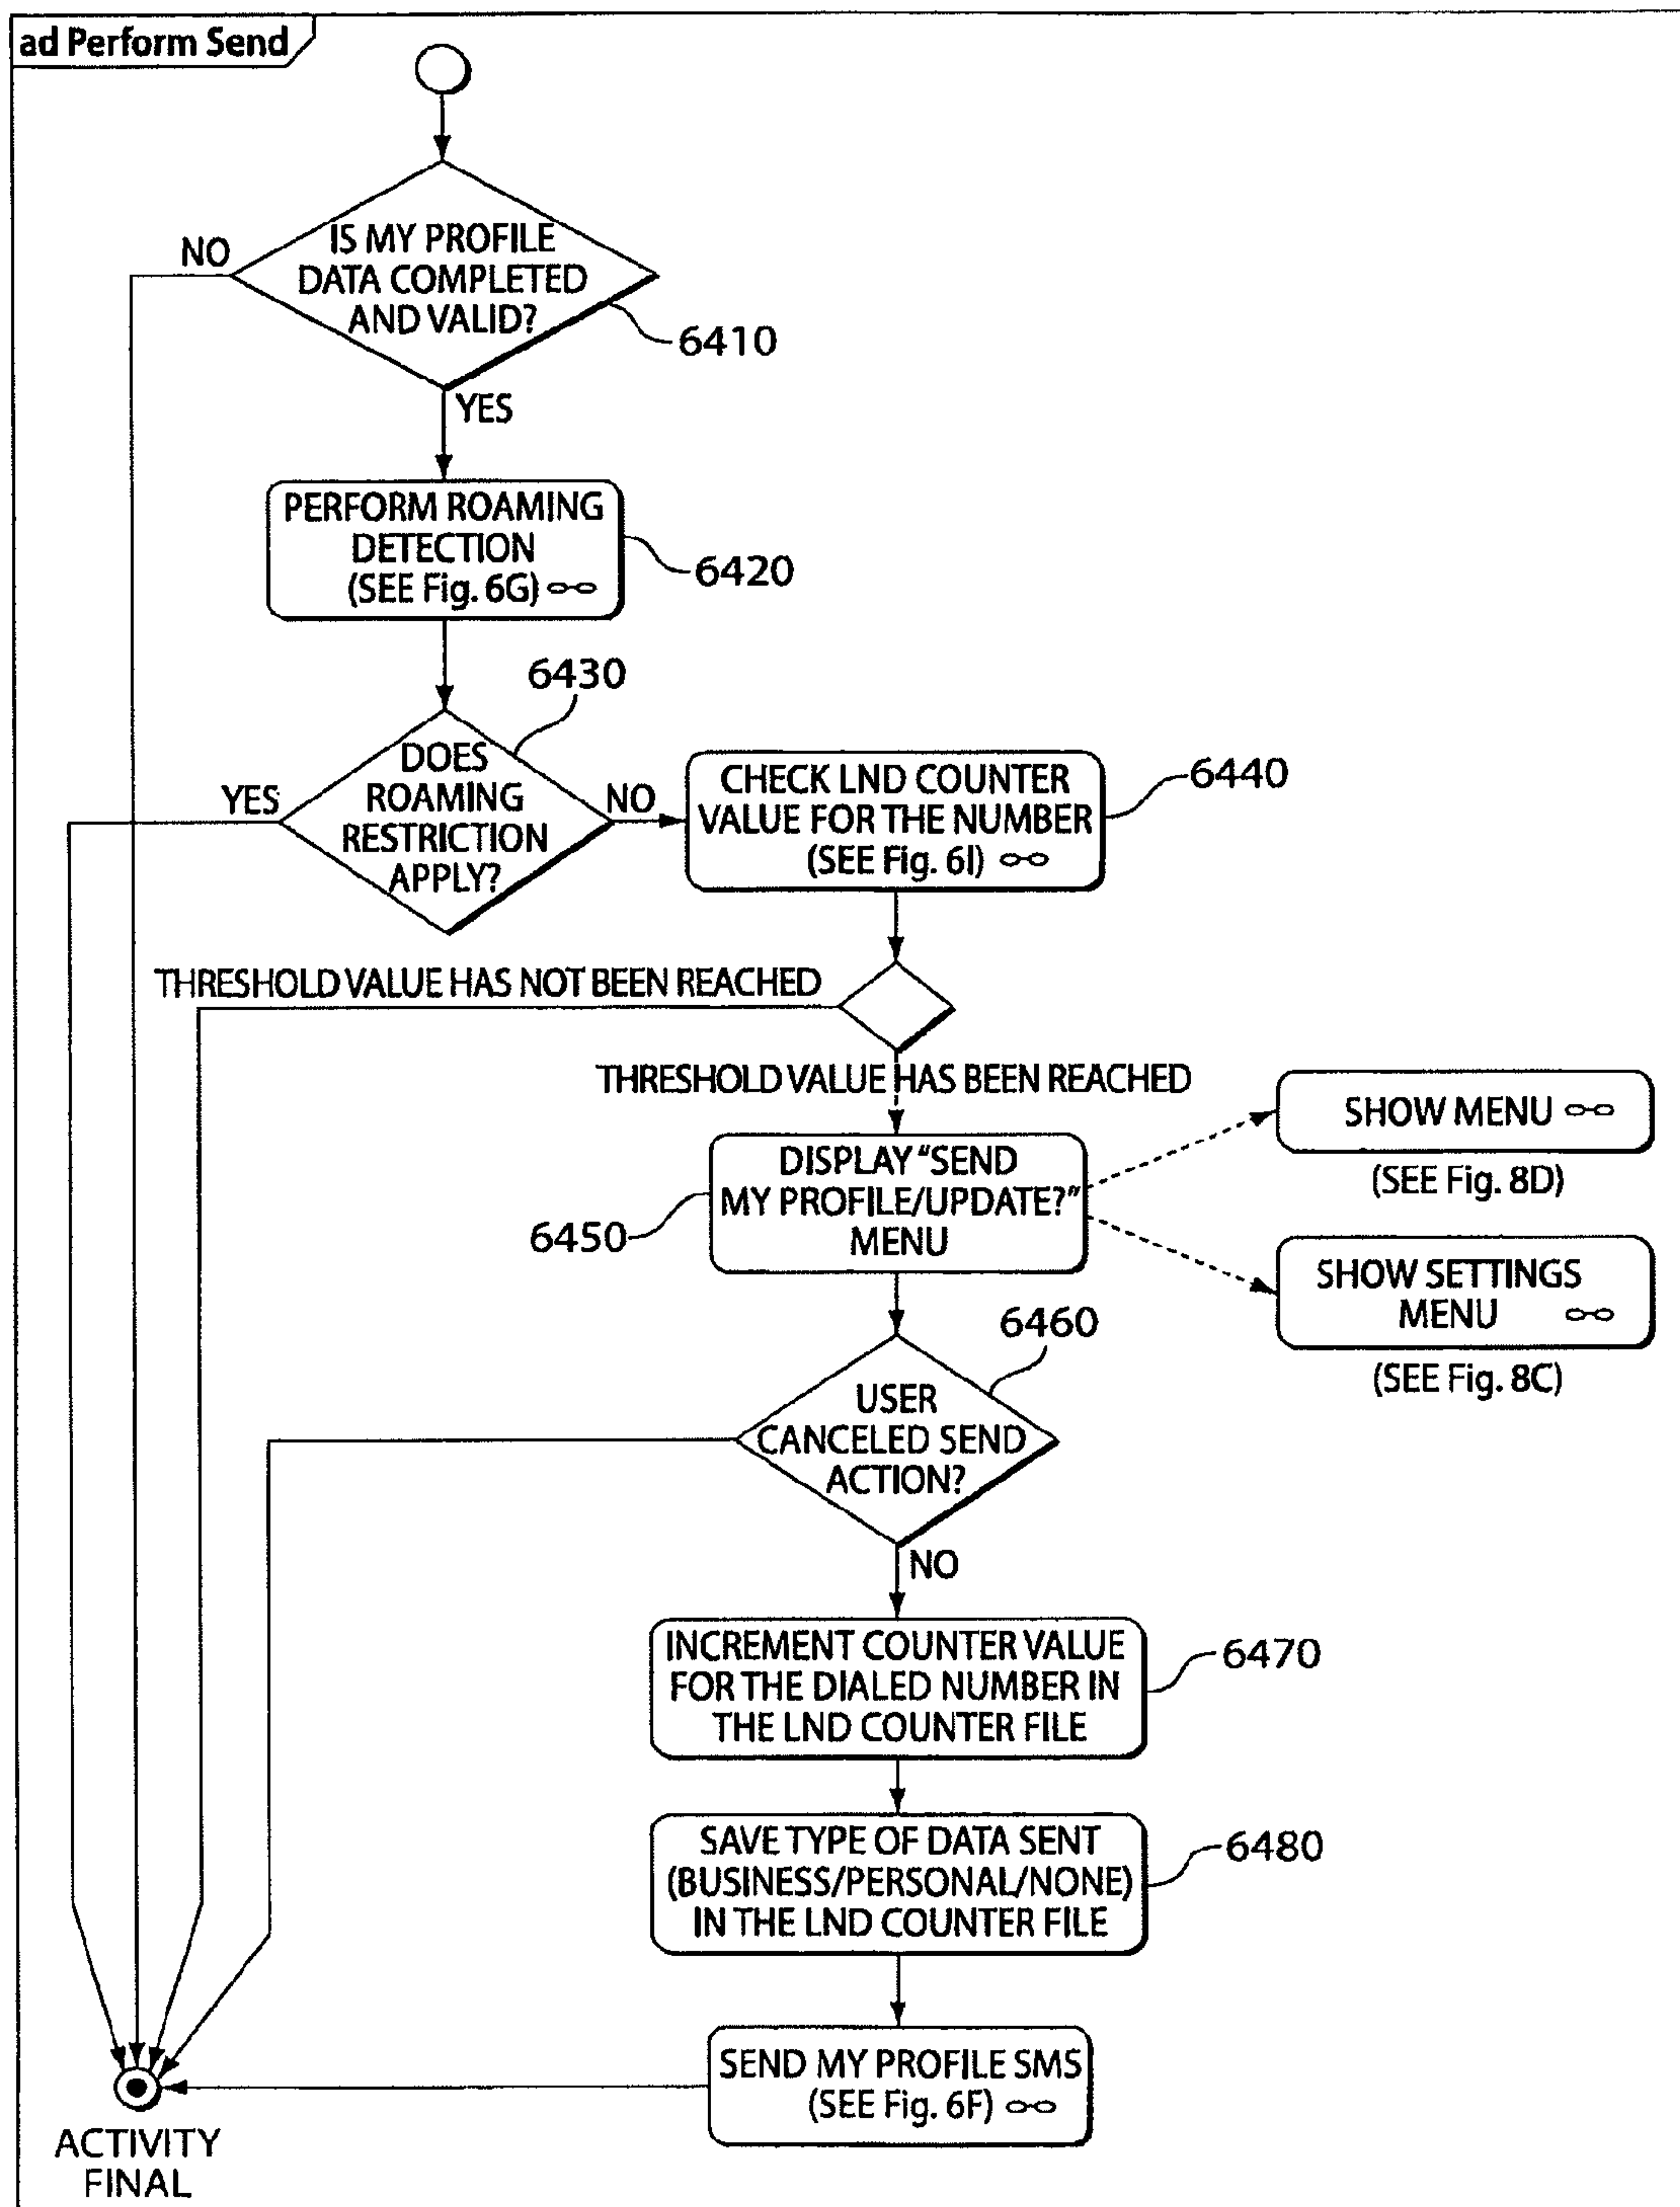 ad Perform Send
IS MY PROFILE
DATA COMPLETED
AND VALID?
NO
6410
YES
PERFORM ROAMING
DETECTION
(SEE Fig. 6G)
6420
6430
DOES
ROAMING
RESTRICTION
APPLY?
YES
NO
CHECK LND COUNTER
VALUE FOR THE NUMBER
(SEE Fig. 6I)
6440
THRESHOLD VALUE HAS NOT BEEN REACHED
THRESHOLD VALUE HAS BEEN REACHED
DISPLAY "SEND
MY PROFILE/UPDATE?"
MENU
6450
SHOW MENU
(SEE Fig. 8D)
SHOW SETTINGS
MENU
(SEE Fig. 8C)
6460
USER
CANCELED SEND
ACTION?
NO
INCREMENT COUNTER VALUE
FOR THE DIALED NUMBER IN
THE LND COUNTER FILE
6470
SAVE TYPE OF DATA SENT
(BUSINESS/PERSONAL/NONE)
IN THE LND COUNTER FILE
6480
SEND MY PROFILE SMS
(SEE Fig. 6F)
ACTIVITY
FINAL